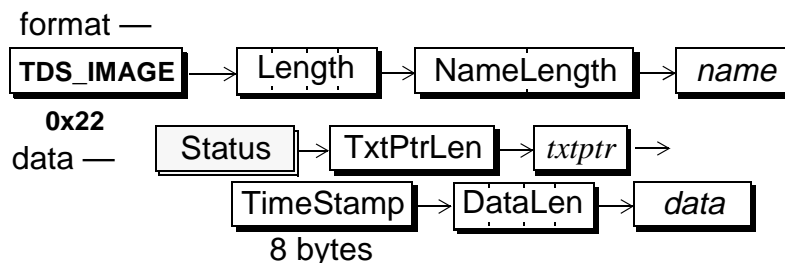 format —
TDS_IMAGE Length NameLength name
0x22
data — Status TxtPtrLen txtptr
TimeStamp DataLen data
8 bytes